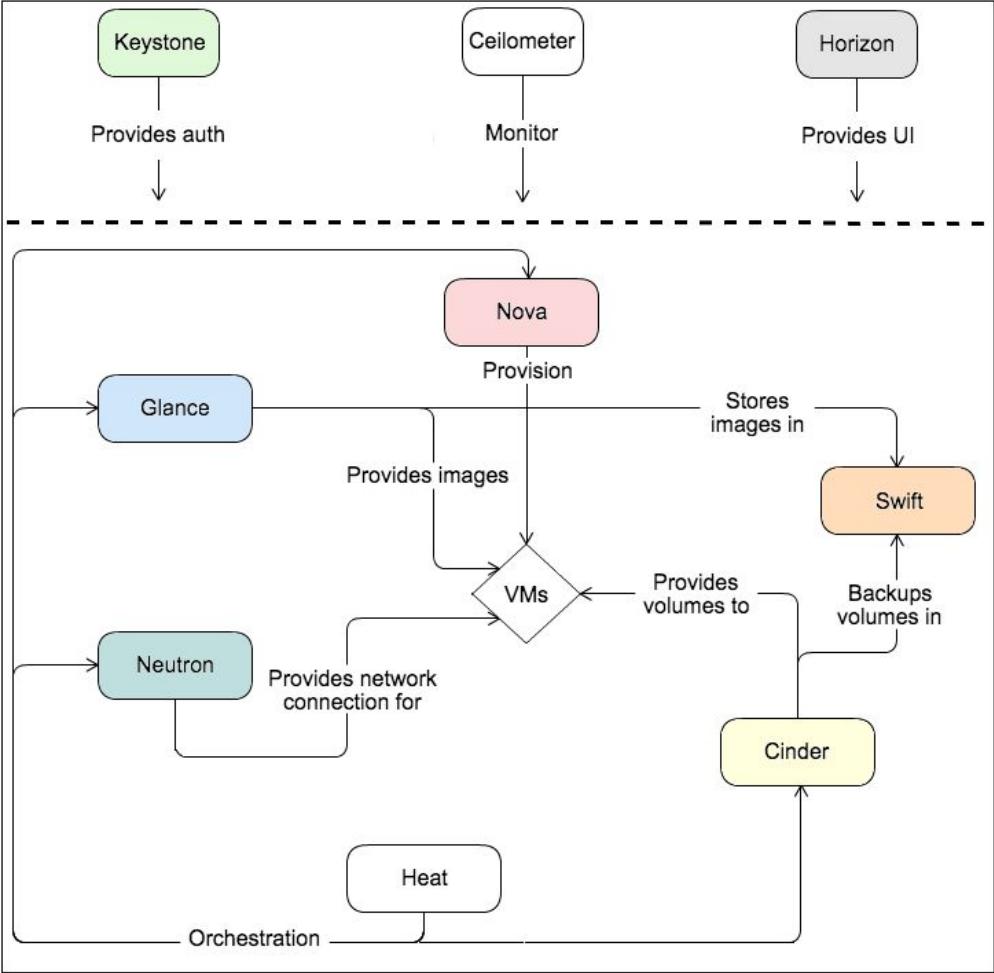 Keystone
Ceilometer
Horizon
Provides auth
Monitor
Provides UI
Nova
Provision
Glance
Stores
images in
Provides images
Swift
VMs
Provides
volumes to
Backups
volumes in
Neutron
Provides network
connection for
Cinder
Heat
Orchestration